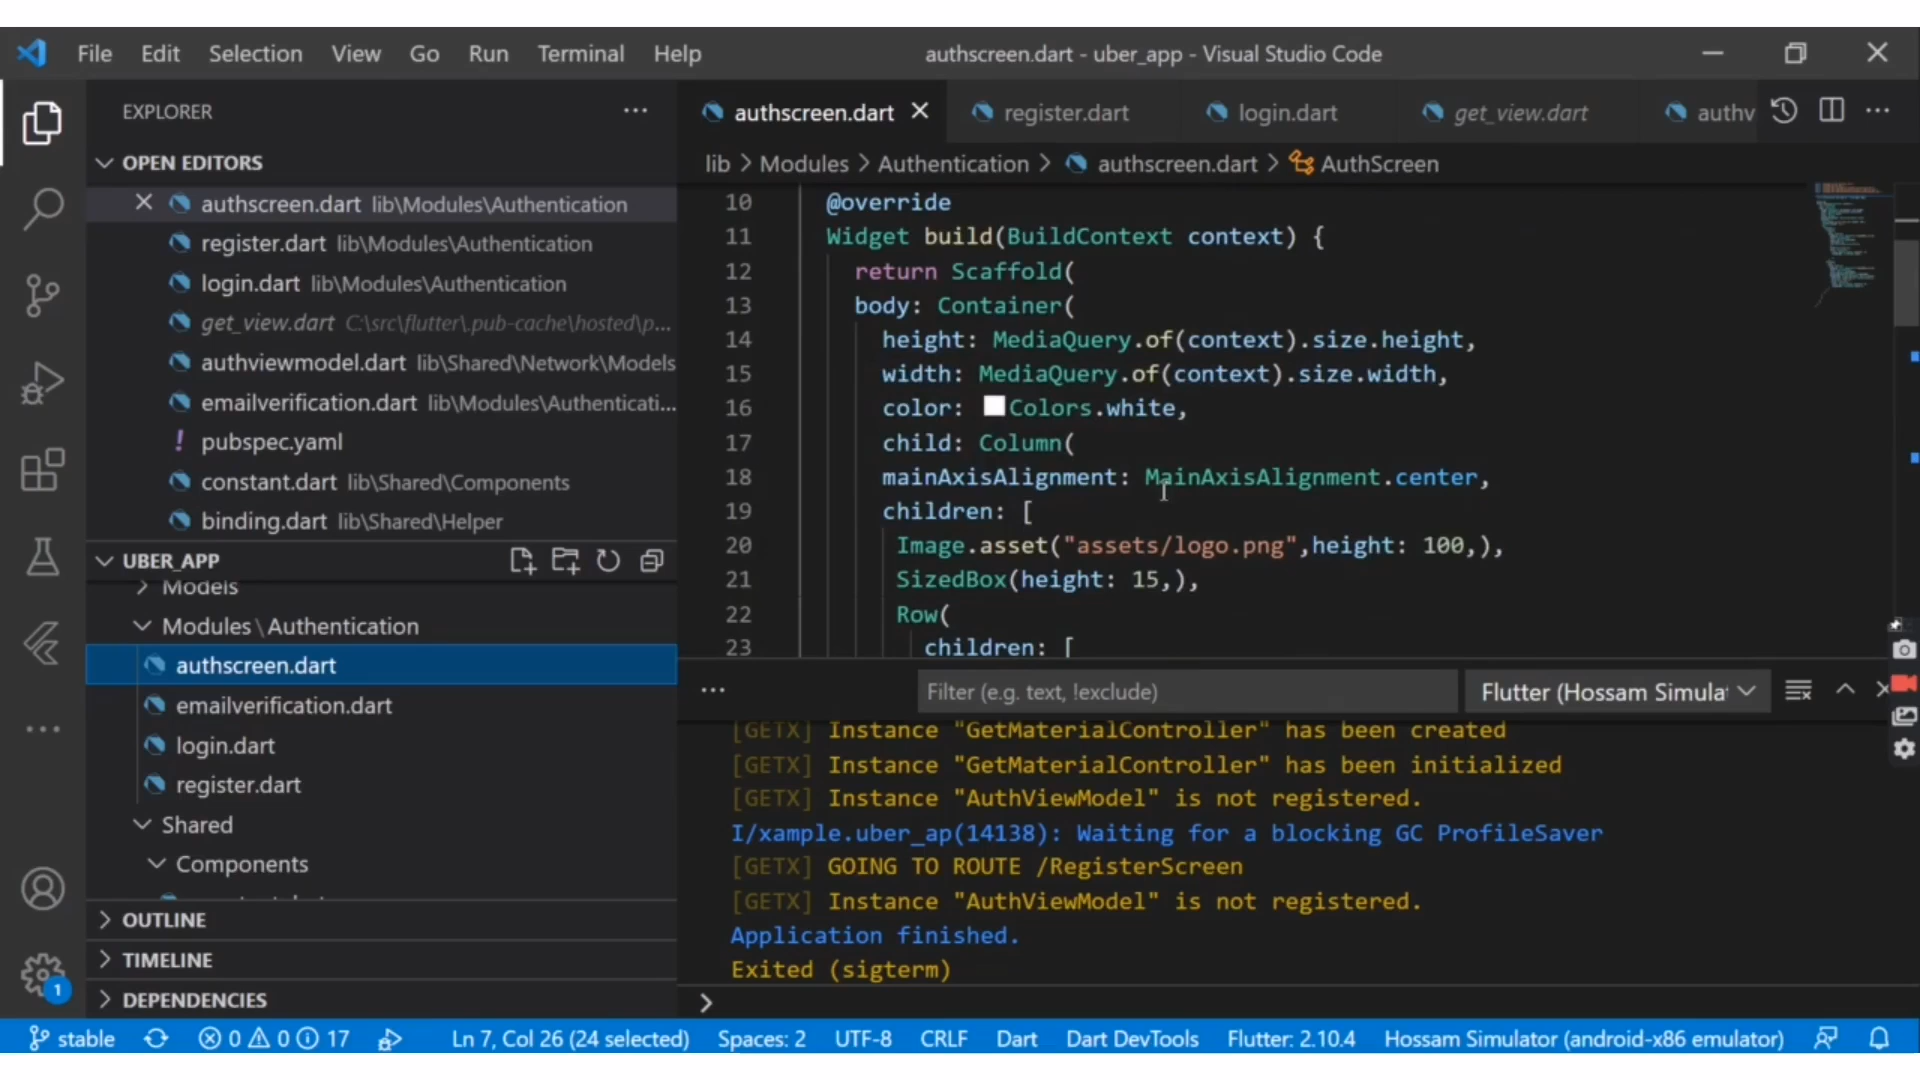 File Edit Selection View Go Run Terminal Help authscreen.dart - uber_app - Visual Studio Code
EXPLORER
OPEN EDITORS
authscreen.dart lib\Modules\Authentication
register.dart lib\Modules\Authentication
login.dart lib\Modules\Authentication
get_view.dart C:\src\flutter\.pub-cache\hosted\p...
authviewmodel.dart lib\Shared\Network\Models
emailverification.dart lib\Modules\Authenticati...
! pubspec.yaml
constant.dart lib\Shared\Components
binding.dart lib\Shared\Helper
UBER_APP
Models
Modules\Authentication
authscreen.dart
emailverification.dart
login.dart
register.dart
Shared
Components
OUTLINE
TIMELINE
DEPENDENCIES
authscreen.dart register.dart login.dart get_view.dart authv
lib > Modules > Authentication > authscreen.dart > AuthScreen
10 @override
11 Widget build(BuildContext context) {
12 return Scaffold(
13 body: Container(
14 height: MediaQuery.of(context).size.height,
15 width: MediaQuery.of(context).size.width,
16 color: Colors.white,
17 child: Column(
18 mainAxisAlignment: MainAxisAlignment.center,
19 children: [
20 Image.asset("assets/logo.png",height: 100,),
21 SizedBox(height: 15,),
22 Row(
23 children: [
Filter (e.g. text, !exclude) Flutter (Hossam Simula
[GETX] Instance "GetMaterialController" has been created
[GETX] Instance "GetMaterialController" has been initialized
[GETX] Instance "AuthViewModel" is not registered.
I/xample.uber_ap(14138): Waiting for a blocking GC ProfileSaver
[GETX] GOING TO ROUTE /RegisterScreen
[GETX] Instance "AuthViewModel" is not registered.
Application finished.
Exited (sigterm)
>
1
stable 0 0 17 Ln 7, Col 26 (24 selected) Spaces: 2 UTF-8 CRLF Dart Dart DevTools Flutter: 2.10.4 Hossam Simulator (android-x86 emulator)